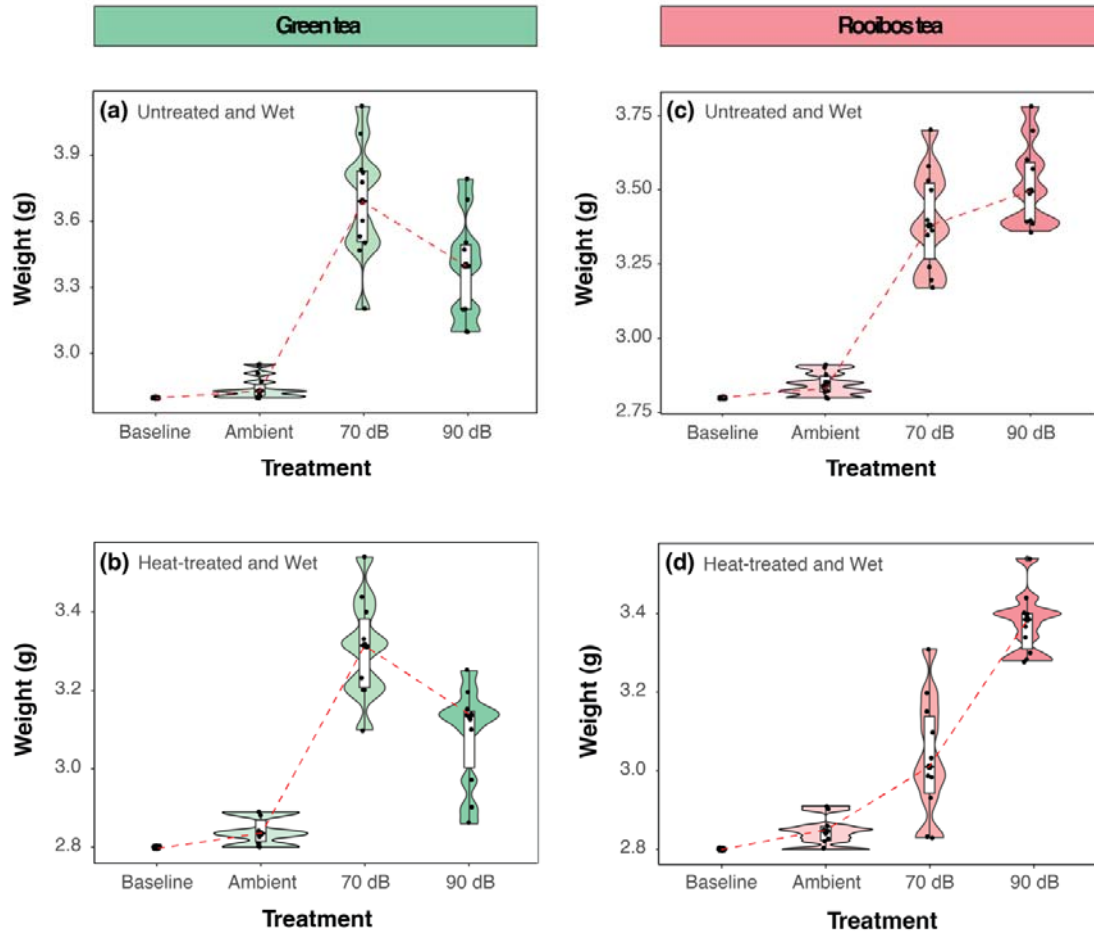 Green tea
Rooibos tea
(a) Untreated and Wet
Weight (g)
3.9
3.6
3.3
3.0
Baseline Ambient 70 dB 90 dB
Treatment
(c) Untreated and Wet
Weight (g)
3.75
3.50
3.25
3.00
2.75
Baseline Ambient 70 dB 90 dB
Treatment
(b) Heat-treated and Wet
Weight (g)
3.4
3.2
3.0
2.8
Baseline Ambient 70 dB 90 dB
Treatment
(d) Heat-treated and Wet
Weight (g)
3.4
3.2
3.0
2.8
Baseline Ambient 70 dB 90 dB
Treatment